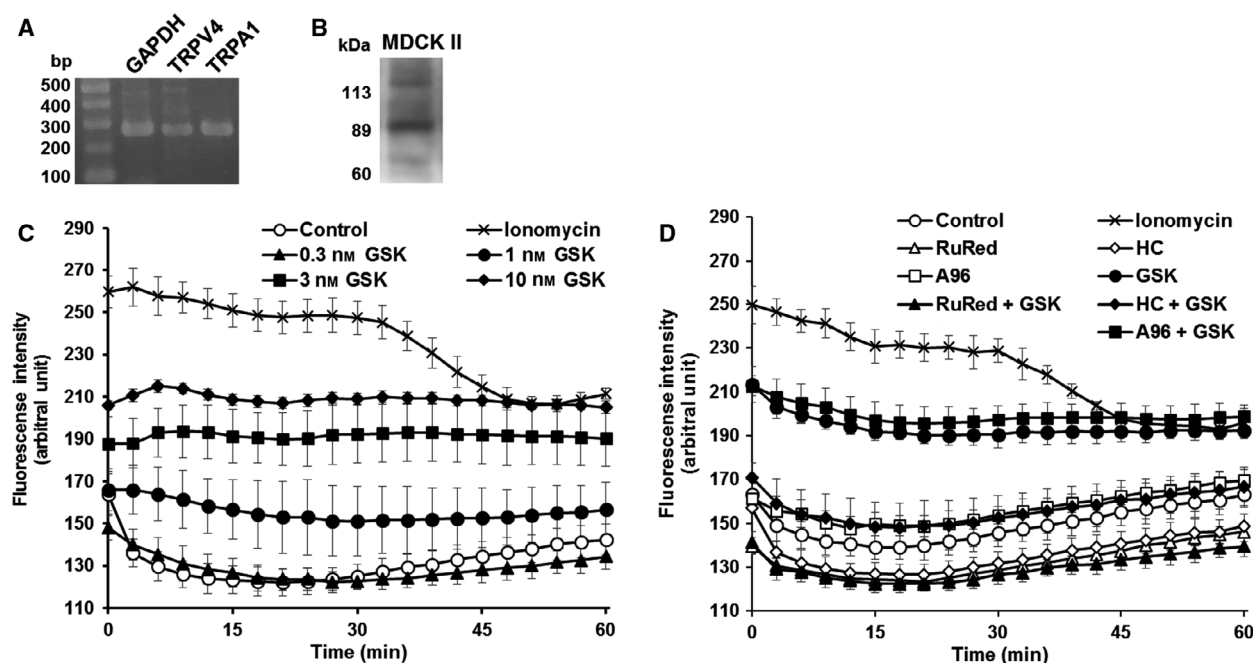 A
bp
GAPDH TRPV4 TRPA1
500
400
300
200
100
B
kDa
MDCK II
113
89
60
C
Fluorescense intensity
(arbitral unit)
290
270
250
230
210
190
170
150
130
110
Control Ionomycin
0.3 nM GSK 1 nM GSK
3 nM GSK 10 nM GSK
0 15 30 45 60
Time (min)
D
Fluorescense intensity
(arbitral unit)
290
270
250
230
210
190
170
150
130
110
Control Ionomycin
RuRed HC
A96 GSK
RuRed + GSK HC + GSK
A96 + GSK
0 15 30 45 60
Time (min)